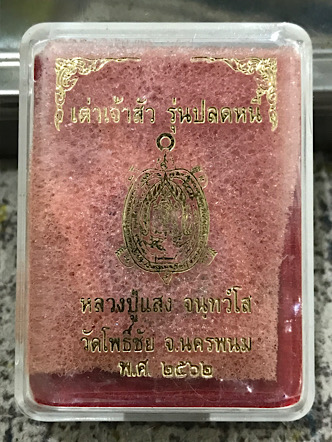 เต่าเจ้าสัว รุ่นปลดหนี้
หลวงปู่แสง จนฺทวํโส
วัดโพธิ์ชัย จ.นครพนม
พ.ศ. ๒๕๖๒